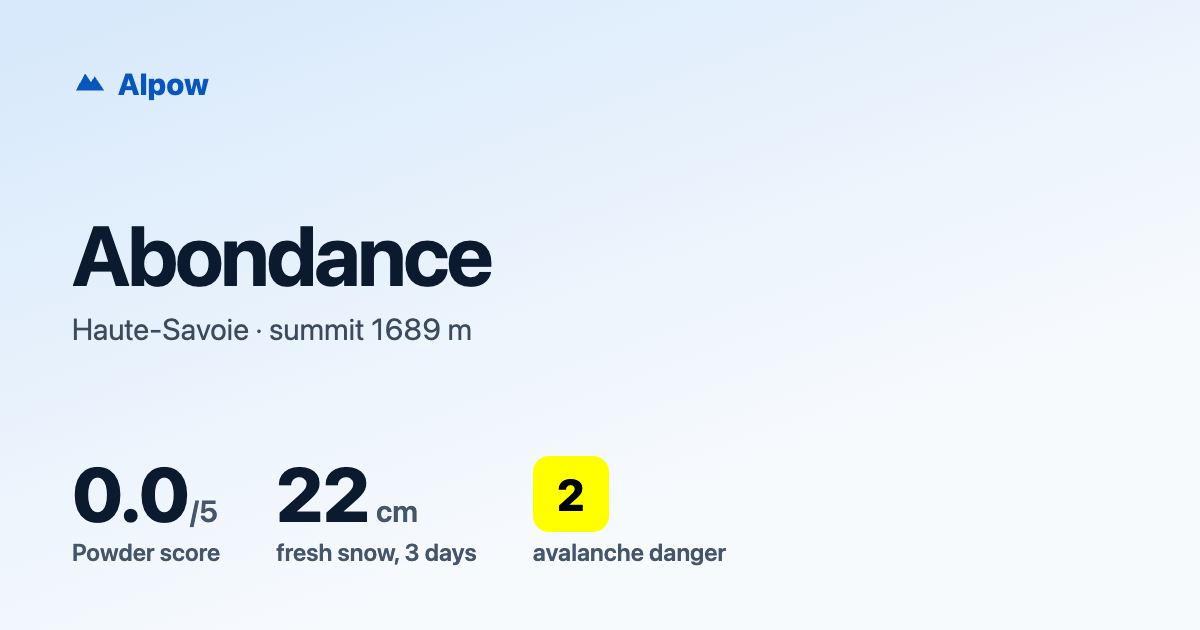 Alpow
Abondance
Haute-Savoie · summit 1689 m
0.0/5 22 cm 2
Powder score fresh snow, 3 days avalanche danger